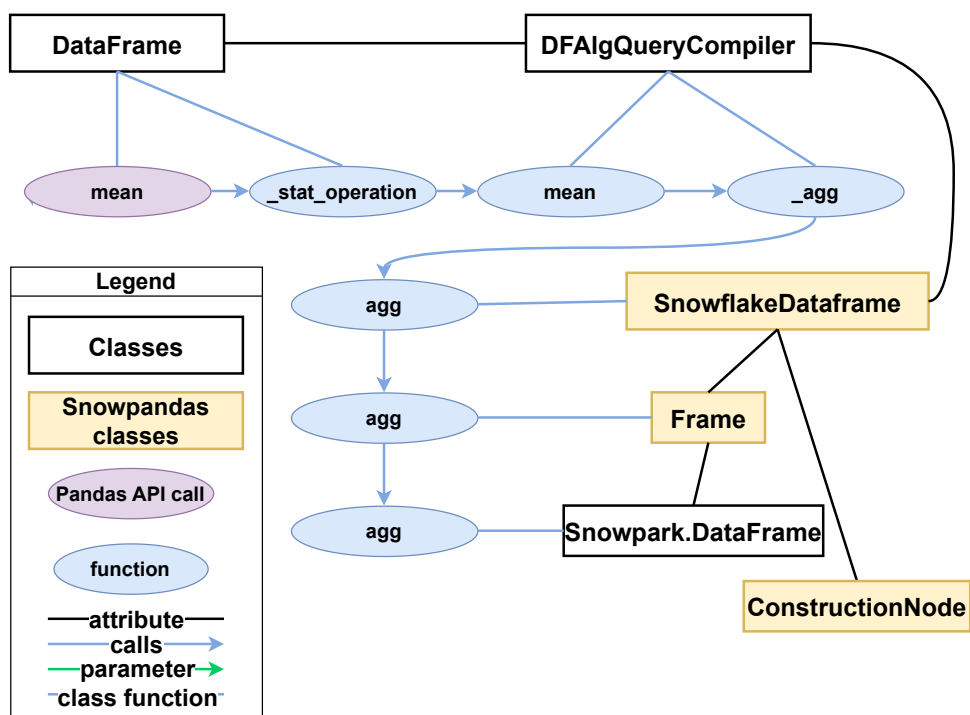 DataFrame
DFAlgQueryCompiler
mean
_stat_operation
mean
_agg
Legend
Classes
Snowpandas
classes
Pandas API call
function
attribute
calls
parameter
class function
agg
SnowflakeDataframe
agg
Frame
agg
Snowpark.DataFrame
ConstructionNode